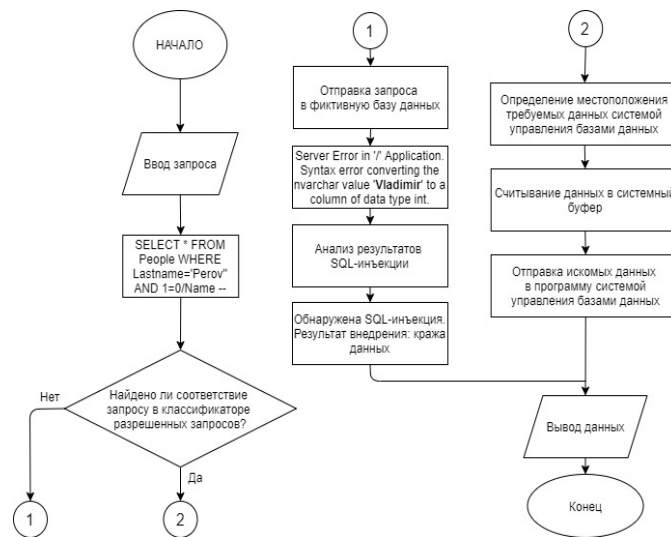 НАЧАЛО
Ввод запроса
SELECT * FROM
People WHERE
Lastname='Perov"
AND 1=0/Name --
Найдено ли соответствие
запросу в классификаторе
разрешенных запросов?
Нет
Да
1
2
1
Отправка запроса
в фиктивную базу данных
Server Error in '/' Application.
Syntax error converting the
nvarchar value 'Vladimir' to a
column of data type int.
Анализ результатов
SQL-инъекции
Обнаружена SQL-инъекция.
Результат внедрения: кража
данных
2
Определение местоположения
требуемых данных системой
управления базами данных
Считывание данных в системный
буфер
Отправка искомых данных
в программу системой
управления базами данных
Вывод данных
Конец